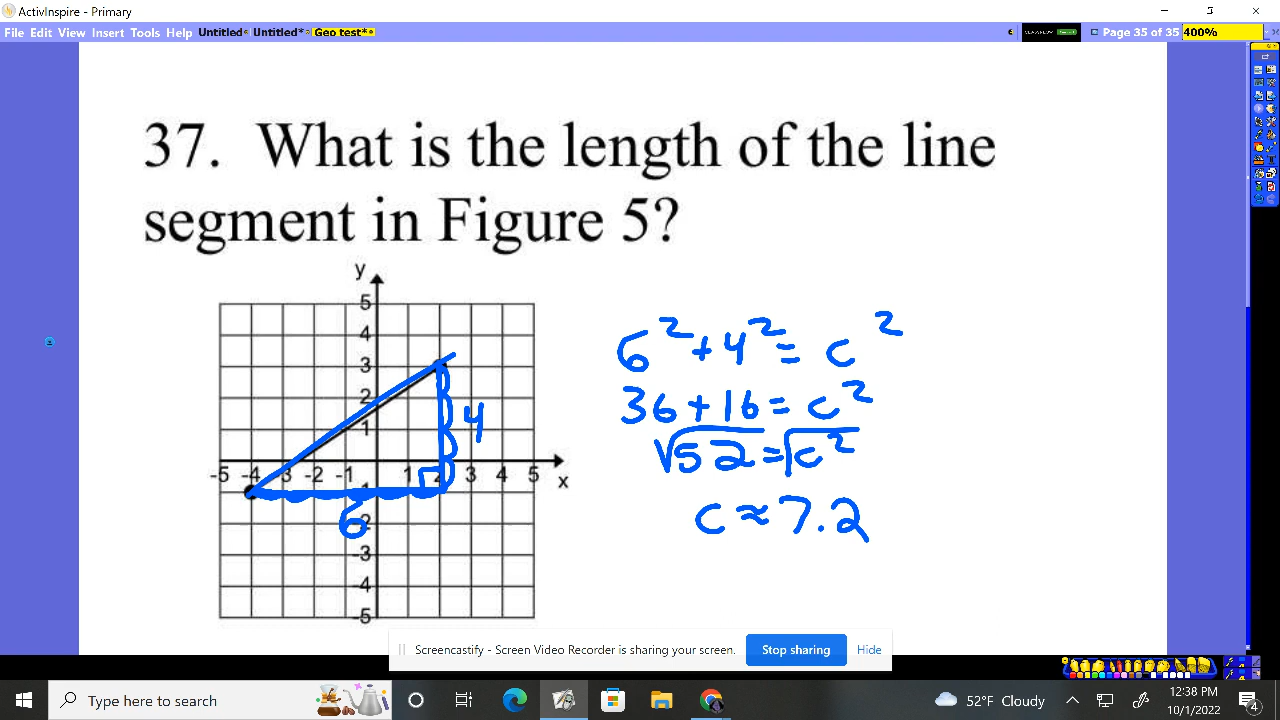 ActivInspire - Primary
File Edit View Insert Tools Help Untitled* Untitled** Geo test**
Page 35 of 35 400%
37. What is the length of the line
segment in Figure 5?
y
5
4
3
2
1
-5 -4 -3 -2 -1 1 2 3 4 5 x
-2
-3
-4
-5
4
6
6² + 4² = c²
36 + 16 = c²
√52 = √c²
c ≈ 7.2
Screencastify - Screen Video Recorder is sharing your screen. Stop sharing Hide
Type here to search
52°F Cloudy
12:38 PM
10/1/2022
4